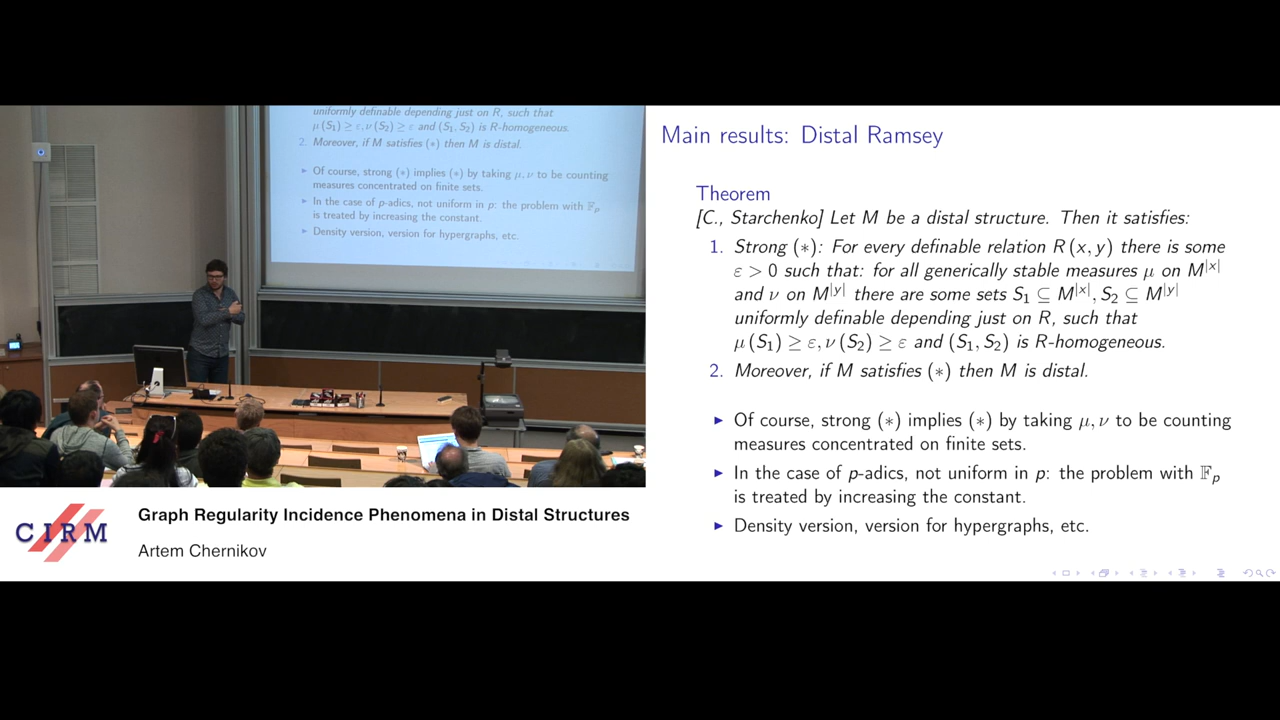 uniformly definable depending just on R, such that
μ (S₁) ≥ ε, ν (S₂) ≥ ε and (S₁, S₂) is R-homogeneous.
2. Moreover, if M satisfies (∗) then M is distal.
▸ Of course, strong (∗) implies (∗) by taking μ, ν to be counting
measures concentrated on finite sets.
▸ In the case of p-adics, not uniform in p: the problem with 𝔽ₚ
is treated by increasing the constant.
▸ Density version, version for hypergraphs, etc.
Main results: Distal Ramsey
Theorem
[C., Starchenko] Let M be a distal structure. Then it satisfies:
1. Strong (∗): For every definable relation R (x, y) there is some
ε > 0 such that: for all generically stable measures μ on M^|x|
and ν on M^|y| there are some sets S₁ ⊆ M^|x|, S₂ ⊆ M^|y|
uniformly definable depending just on R, such that
μ (S₁) ≥ ε, ν (S₂) ≥ ε and (S₁, S₂) is R-homogeneous.
2. Moreover, if M satisfies (∗) then M is distal.
▸ Of course, strong (∗) implies (∗) by taking μ, ν to be counting
measures concentrated on finite sets.
▸ In the case of p-adics, not uniform in p: the problem with 𝔽ₚ
is treated by increasing the constant.
▸ Density version, version for hypergraphs, etc.
CIRM
Graph Regularity Incidence Phenomena in Distal Structures
Artem Chernikov